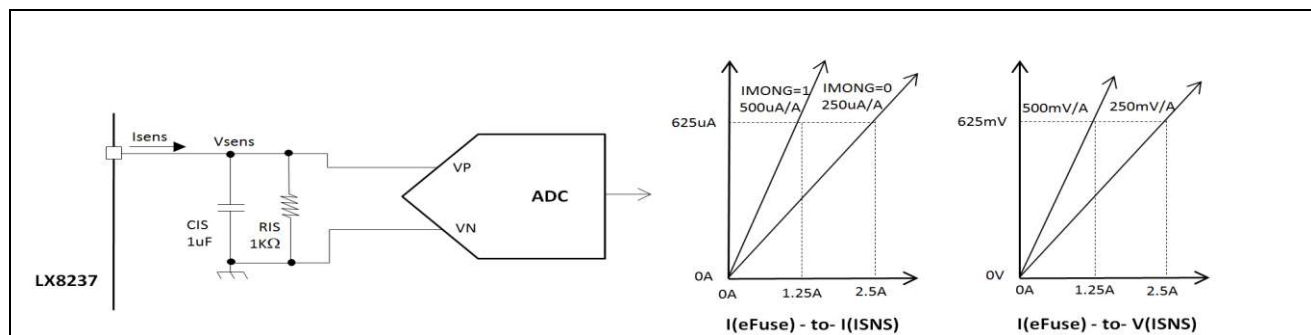 Isens
Vsens
VP
ADC
VN
CIS
1uF
RIS
1KΩ
LX8237
IMONG=1
500uA/A
IMONG=0
250uA/A
625uA
0A
0A
1.25A
2.5A
I(eFuse) - to- I(ISNS)
500mV/A
250mV/A
625mV
0V
0A
1.25A
2.5A
I(eFuse) - to- V(ISNS)